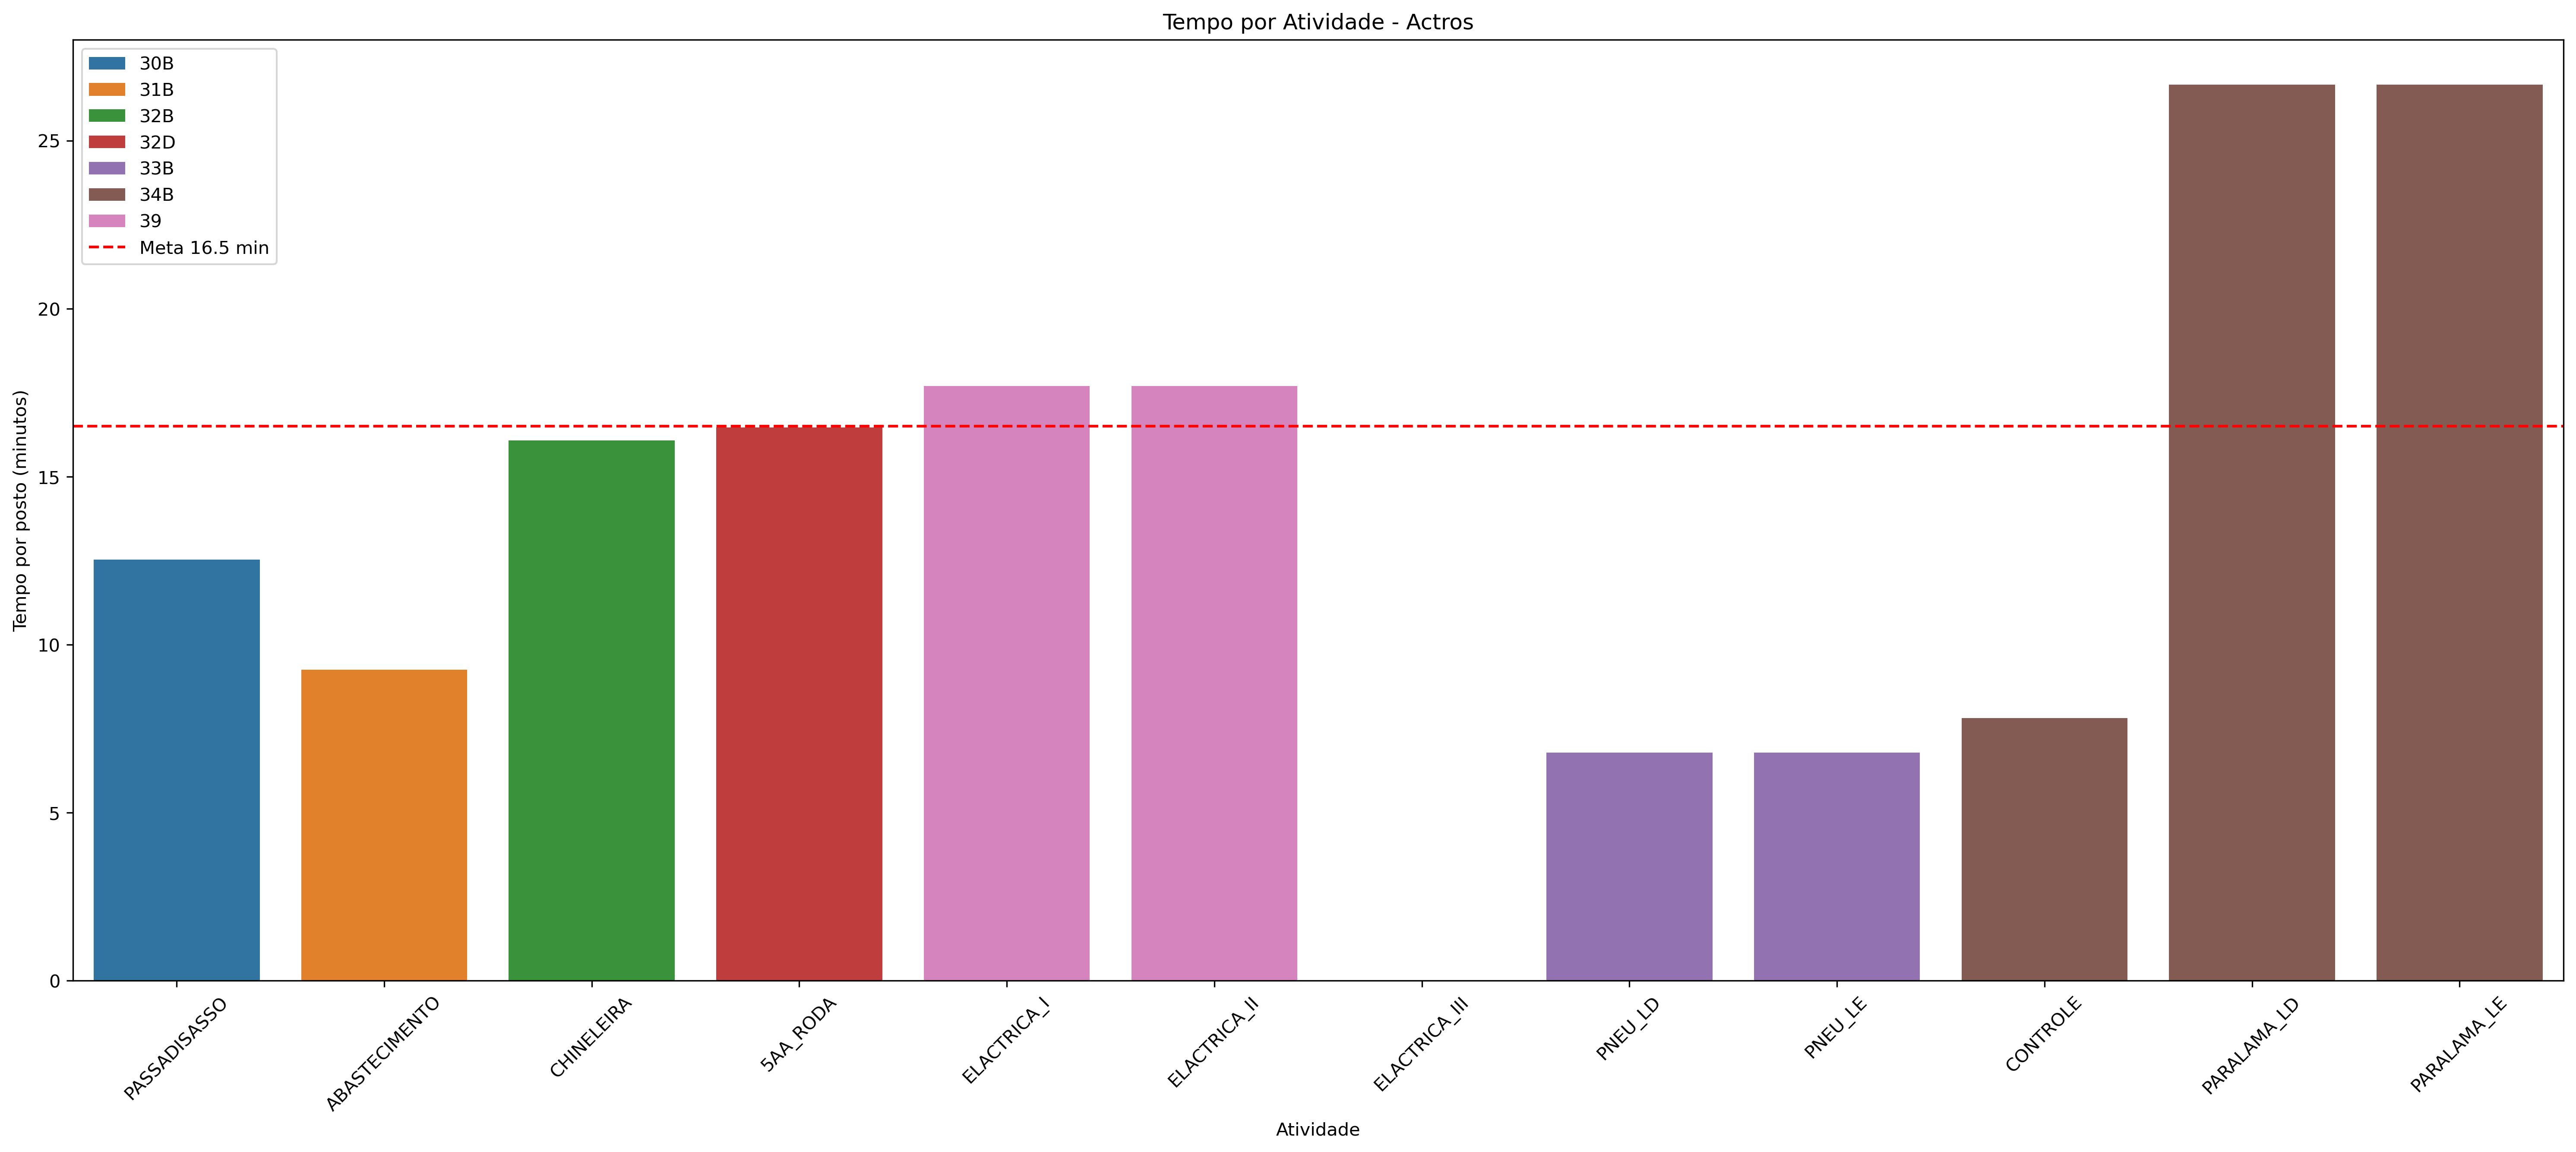 Tempo por Atividade - Actros
30B
31B
32B
32D
33B
34B
39
Meta 16.5 min
Tempo por posto (minutos)
25
20
15
10
5
0
PASSADISASSO
ABASTECIMENTO
CHINELEIRA
5AA_RODA
ELACTRICA_I
ELACTRICA_II
ELACTRICA_III
PNEU_LD
PNEU_LE
CONTROLE
PARALAMA_LD
PARALAMA_LE
Atividade